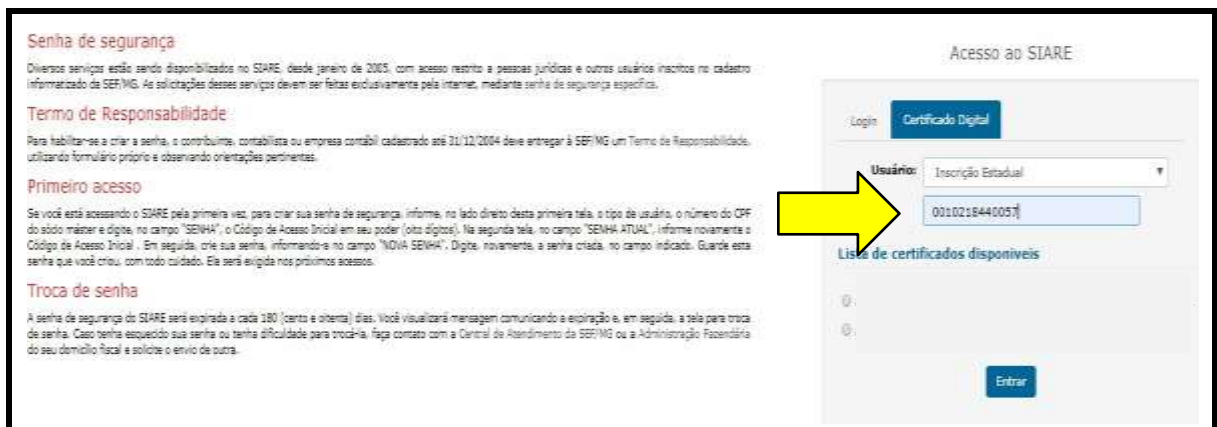 Senha de segurança
Diversos serviços estão sendo disponibilizados no SIARE, desde janeiro de 2005, com acesso restrito a pessoas jurídicas e outros usuários inscritos no cadastro
informatizado da SEF/MG. As solicitações desses serviços devem ser feitas exclusivamente pela internet, mediante senha de segurança específica.
Termo de Responsabilidade
Para habilitar-se a criar a senha, o contribuinte, contabilista ou empresa contábil cadastrado até 31/12/2004 deve entregar à SEF/MG um Termo de Responsabilidade,
utilizando formulário próprio e observando orientações pertinentes.
Primeiro acesso
Se você está acessando o SIARE pela primeira vez, para criar sua senha de segurança, informe, no lado direito desta primeira tela, o tipo de usuário, o número do CPF
do sócio máster e digite, no campo "SENHA", o Código de Acesso Inicial em seu poder (oito dígitos). Na segunda tela, no campo "SENHA ATUAL", informe novamente o
Código de Acesso Inicial . Em seguida, crie sua senha, informando-a no campo "NOVA SENHA". Digite, novamente, a senha criada, no campo indicado. Guarde esta
senha que você criou, com todo cuidado. Ela será exigida nos próximos acessos.
Troca de senha
A senha de segurança do SIARE será expirada a cada 180 (cento e oitenta) dias. Você visualizará mensagem comunicando a expiração e, em seguida, a tela para troca
de senha. Caso tenha esquecido sua senha ou tenha dificuldade para trocá-la, faça contato com a Central de Atendimento da SEF/MG ou a Administração Fazendária
do seu domicílio fiscal e solicite o envio de outra.
Acesso ao SIARE
Login Certificado Digital
Usuário: Inscrição Estadual
0010218440057
Lista de certificados disponiveis
Entrar